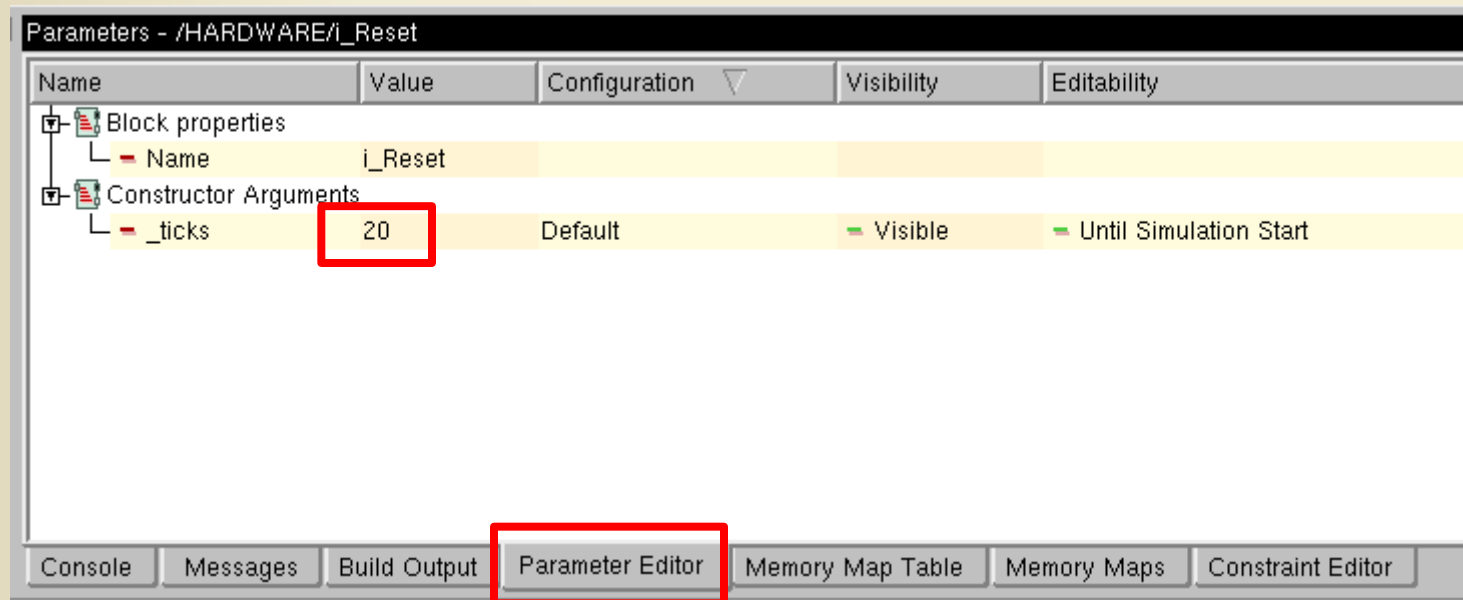 Parameters - /HARDWARE/i_Reset
Name Value Configuration Visibility Editability
Block properties
Name i_Reset
Constructor Arguments
_ticks 20 Default Visible Until Simulation Start
Console Messages Build Output Parameter Editor Memory Map Table Memory Maps Constraint Editor